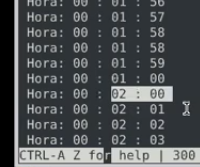 Hora: 00 : 01 : 56
Hora: 00 : 01 : 57
Hora: 00 : 01 : 58
Hora: 00 : 01 : 58
Hora: 00 : 01 : 59
Hora: 00 : 01 : 00
Hora: 00 : 02 : 00
Hora: 00 : 02 : 01
Hora: 00 : 02 : 02
Hora: 00 : 02 : 03
CTRL-A Z for help | 300